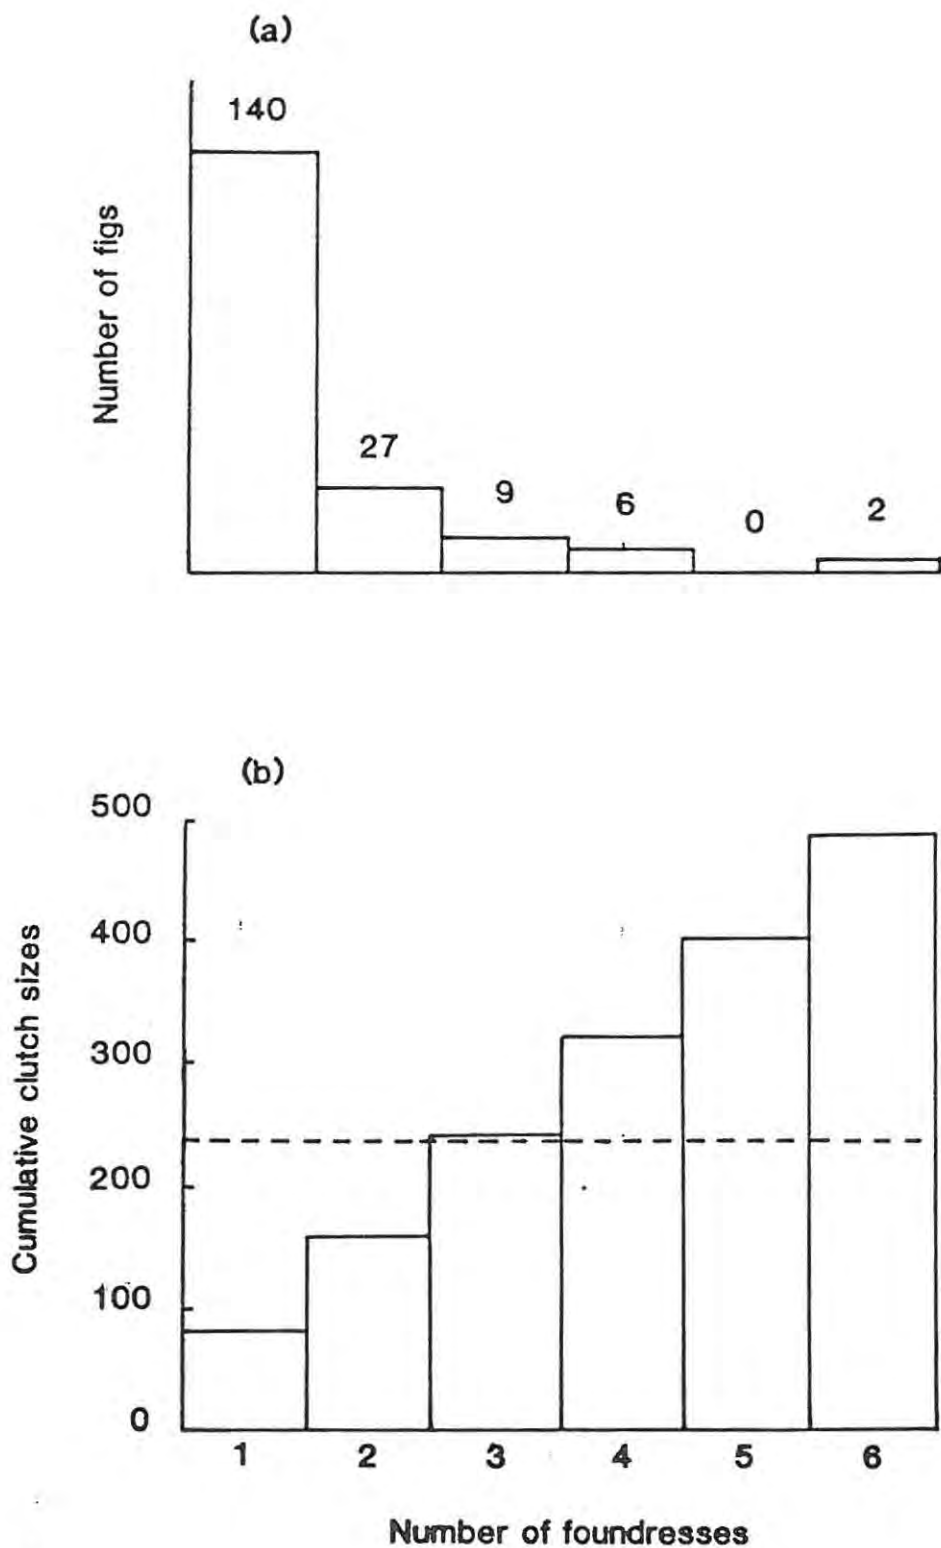 (a)
Number of figs
140
27
9
6
0
2
(b)
Cumulative clutch sizes
500
400
300
200
100
0
1 2 3 4 5 6
Number of foundresses